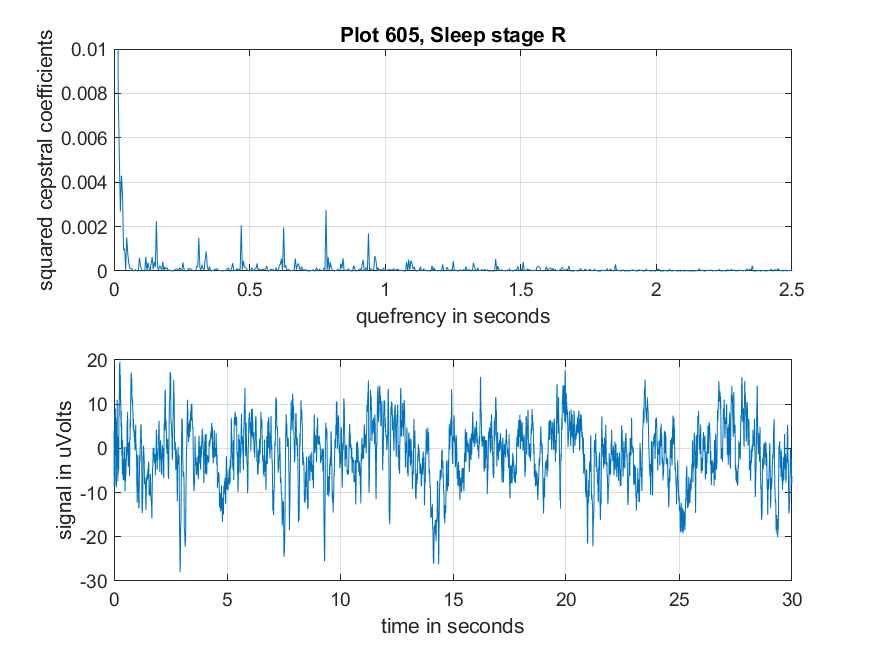 Plot 605, Sleep stage R
squared cepstral coefficients
0.01
0.008
0.006
0.004
0.002
0
0 0.5 1 1.5 2 2.5
quefrency in seconds
signal in uVolts
20
10
0
-10
-20
-30
0 5 10 15 20 25 30
time in seconds